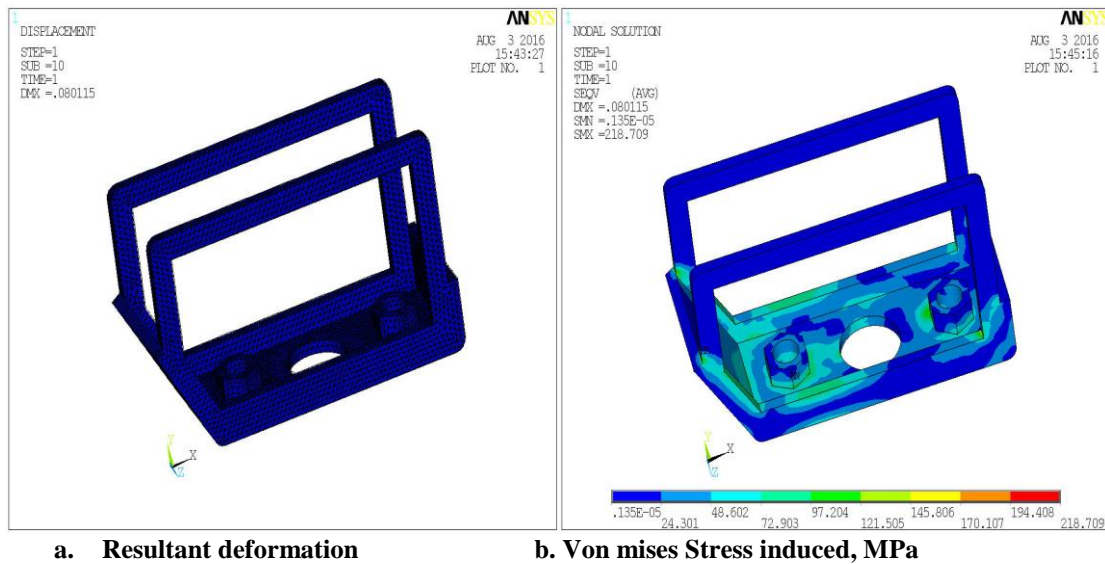 1
ANSYS
DISPLACEMENT
AUG 3 2016
STEP=1
15:43:27
SUB =10
PLOT NO. 1
TIME=1
DMX =.080115
Y
X
Z
1
ANSYS
NODAL SOLUTION
AUG 3 2016
STEP=1
15:45:16
SUB =10
PLOT NO. 1
TIME=1
SEQV (AVG)
DMX =.080115
SMN =.135E-05
SMX =218.709
Y
X
Z
.135E-05 48.602 97.204 145.806 194.408
24.301 72.903 121.505 170.107 218.709
a. Resultant deformation
b. Von mises Stress induced, MPa